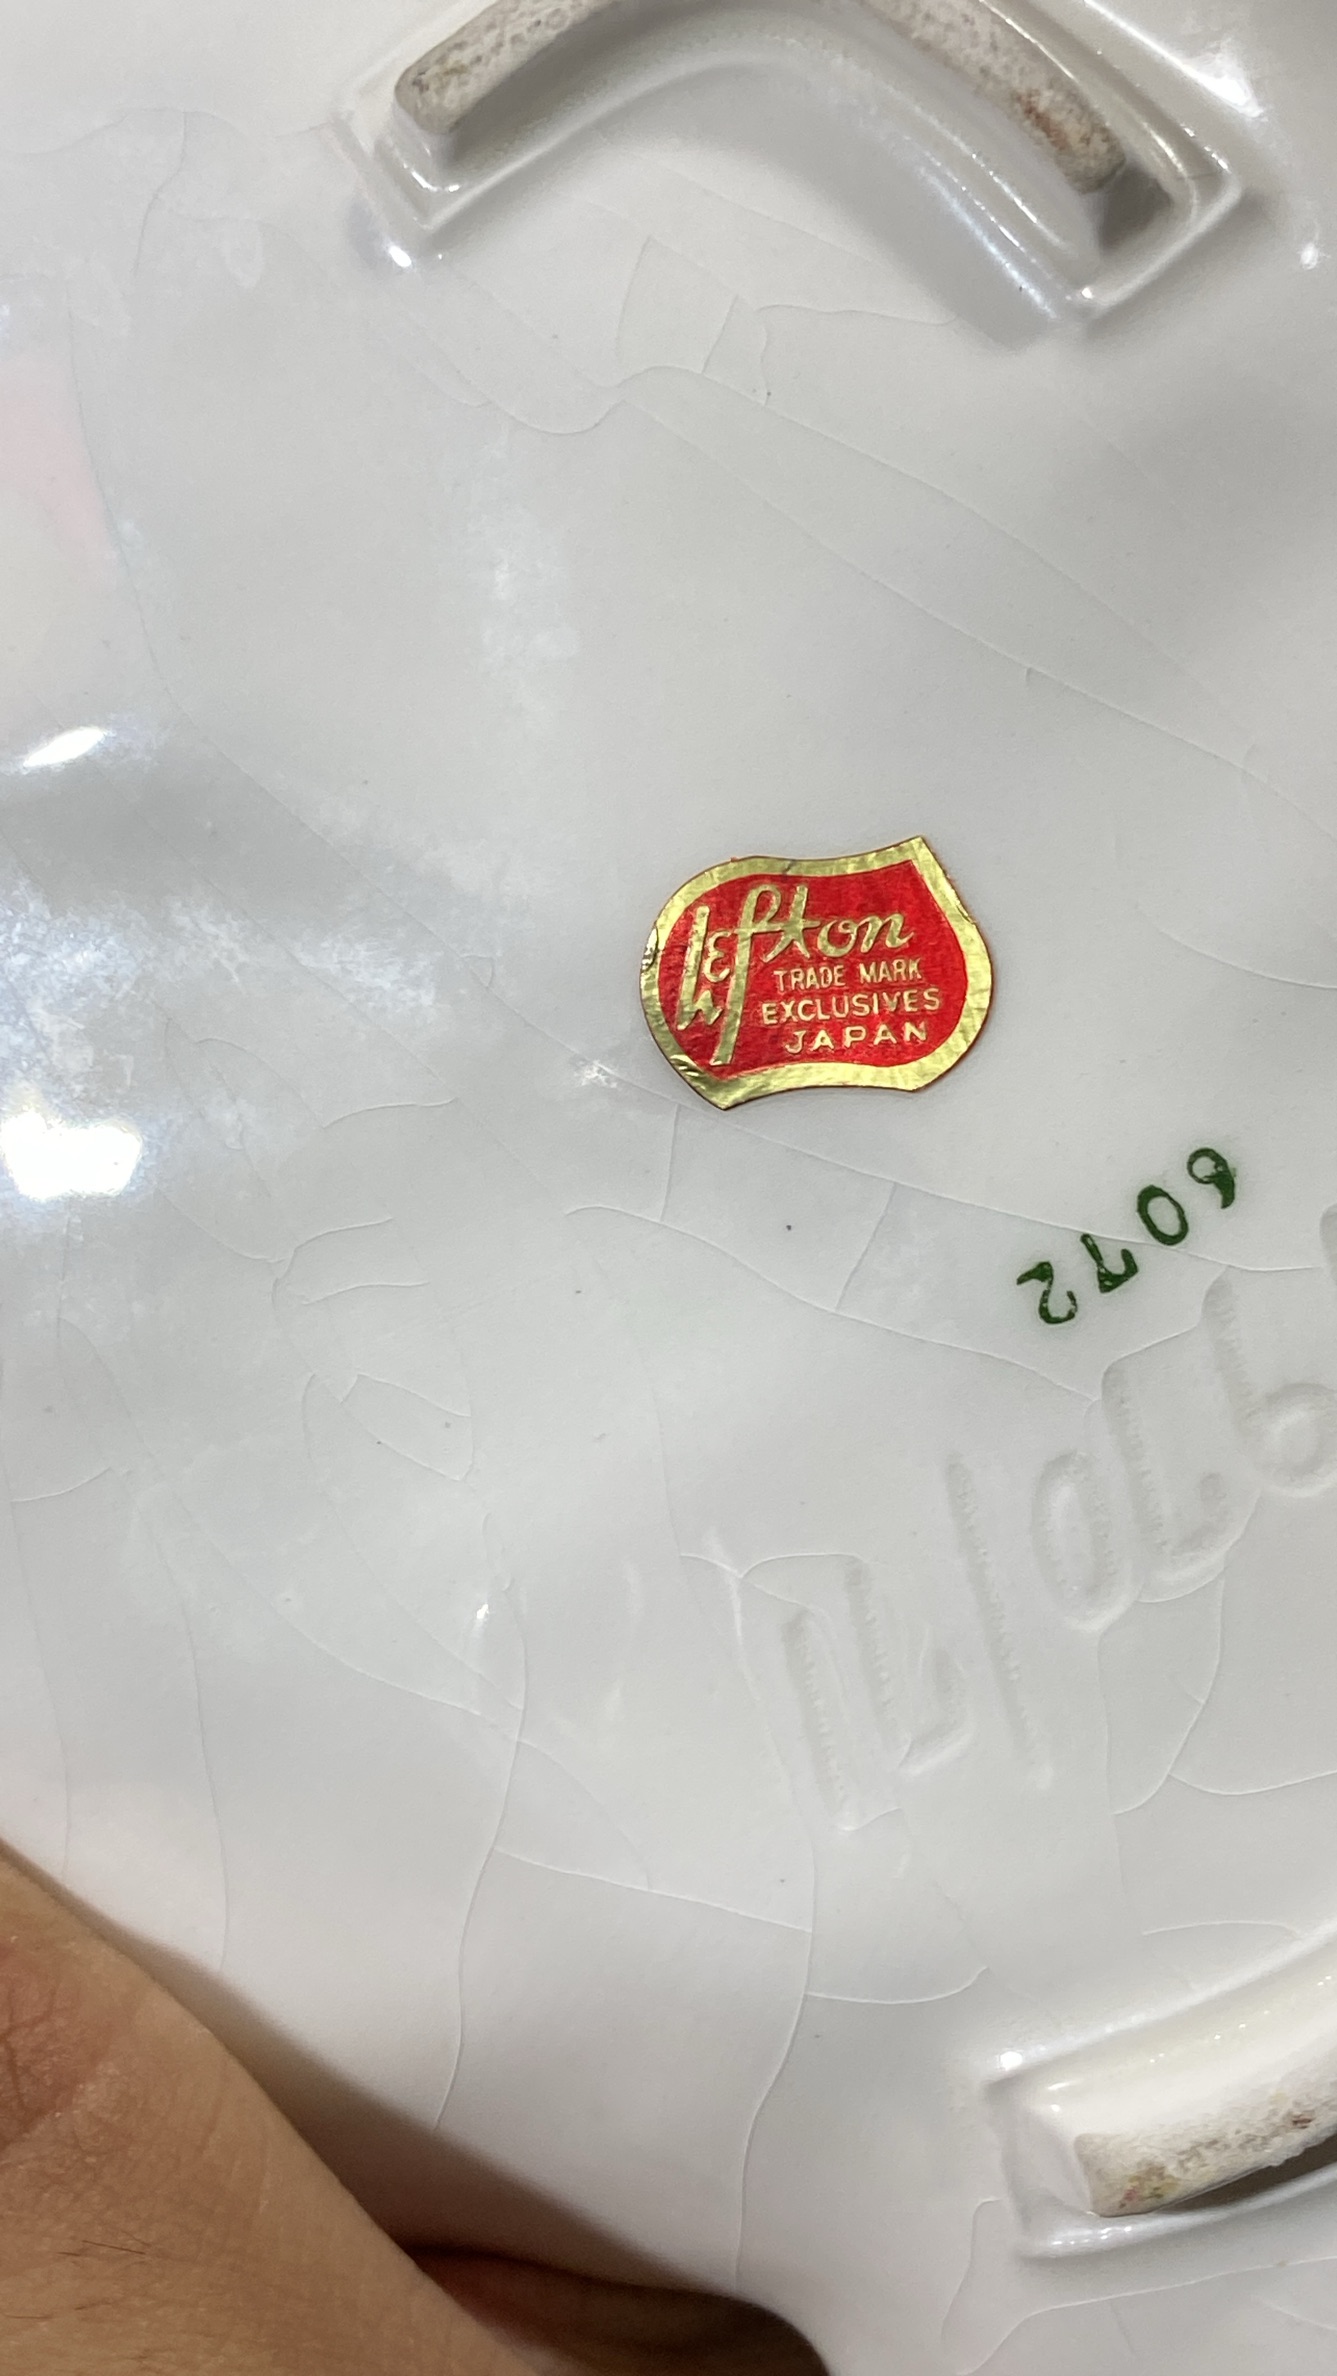 Lefton
TRADE MARK
EXCLUSIVES
JAPAN
6072